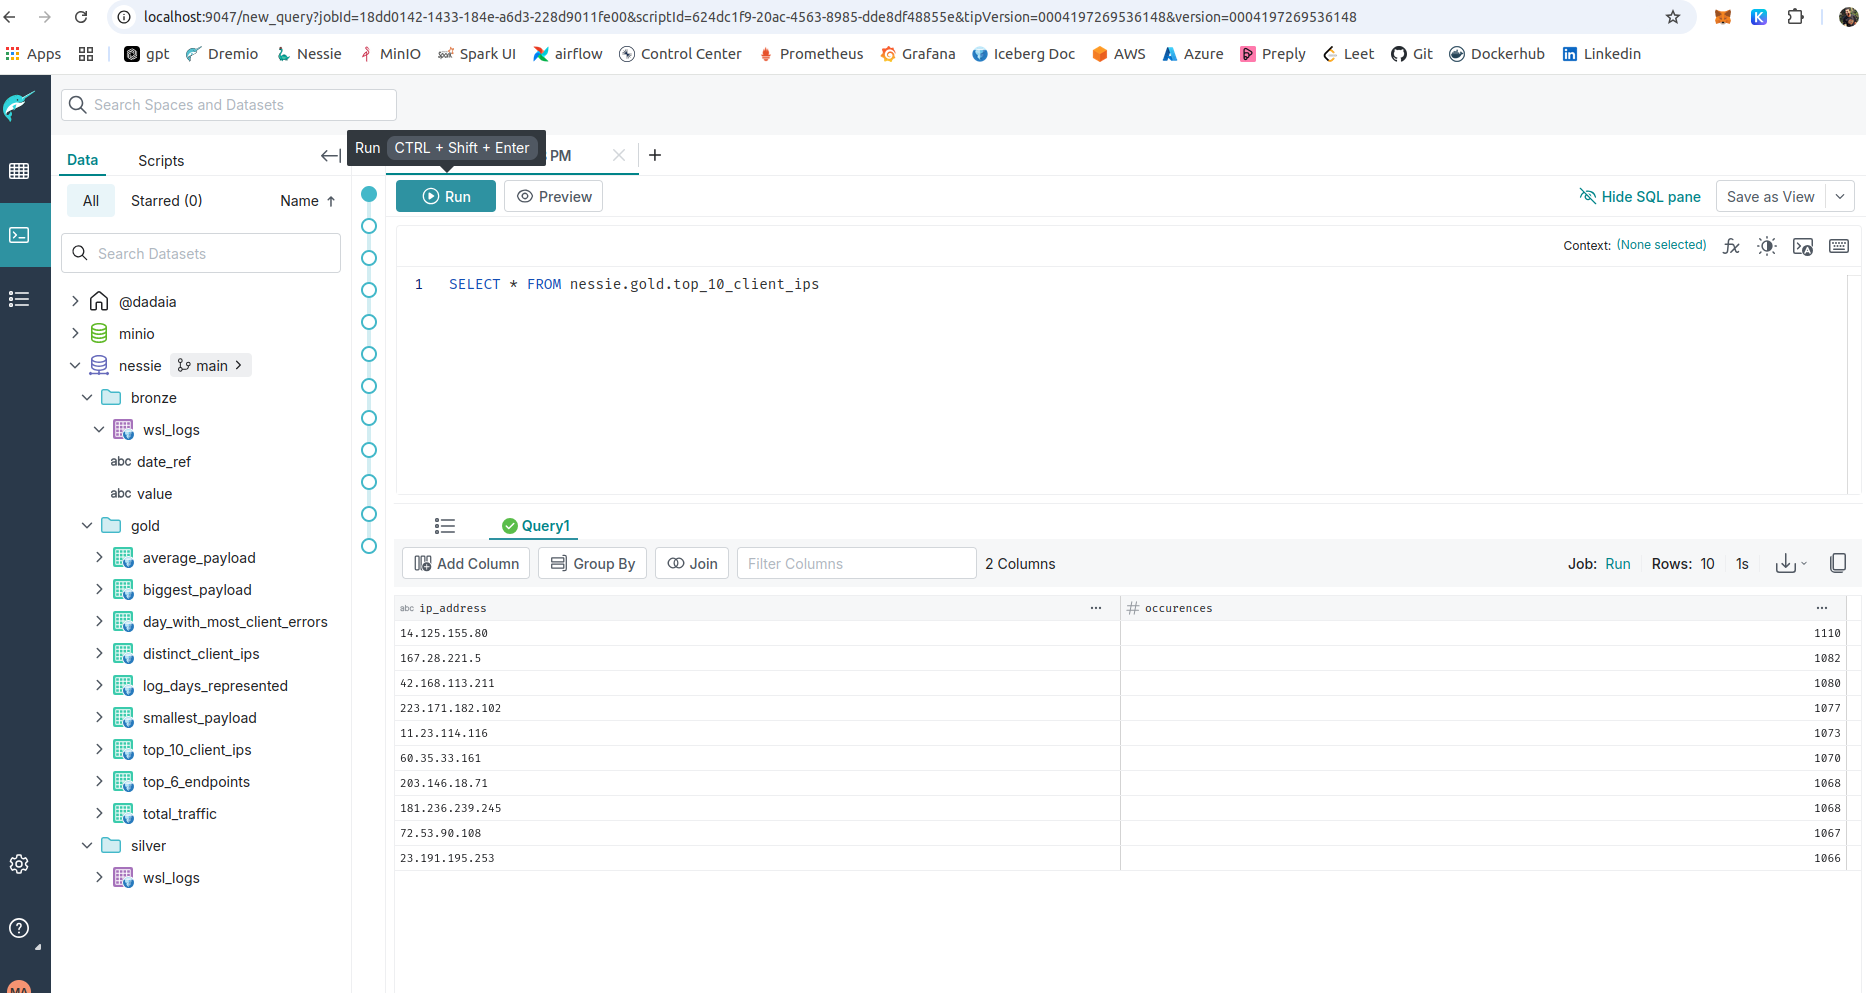 localhost:9047/new_query?jobId=18dd0142-1433-184e-a6d3-228d9011fe00&scriptId=624dc1f9-20ac-4563-8985-dde8df48855e&tipVersion=0004197269536148&version=0004197269536148
Apps gpt Dremio Nessie MinIO Spark UI airflow Control Center Prometheus Grafana Iceberg Doc AWS Azure Preply Leet Git Dockerhub Linkedin
Search Spaces and Datasets
Data Scripts
Run CTRL + Shift + Enter PM
All Starred (0) Name
Run Preview Hide SQL pane Save as View
Search Datasets
Context: (None selected)
1 SELECT * FROM nessie.gold.top_10_client_ips
@dadaia
minio
nessie main
bronze
wsl_logs
abc date_ref
abc value
gold
average_payload
biggest_payload
day_with_most_client_errors
distinct_client_ips
log_days_represented
smallest_payload
top_10_client_ips
top_6_endpoints
total_traffic
silver
wsl_logs
MA
Query1
Add Column Group By Join Filter Columns 2 Columns Job: Run Rows: 10 1s
abc ip_address ... # occurences ...
14.125.155.80 1110
167.28.221.5 1082
42.168.113.211 1080
223.171.182.102 1077
11.23.114.116 1073
60.35.33.161 1070
203.146.18.71 1068
181.236.239.245 1068
72.53.90.108 1067
23.191.195.253 1066